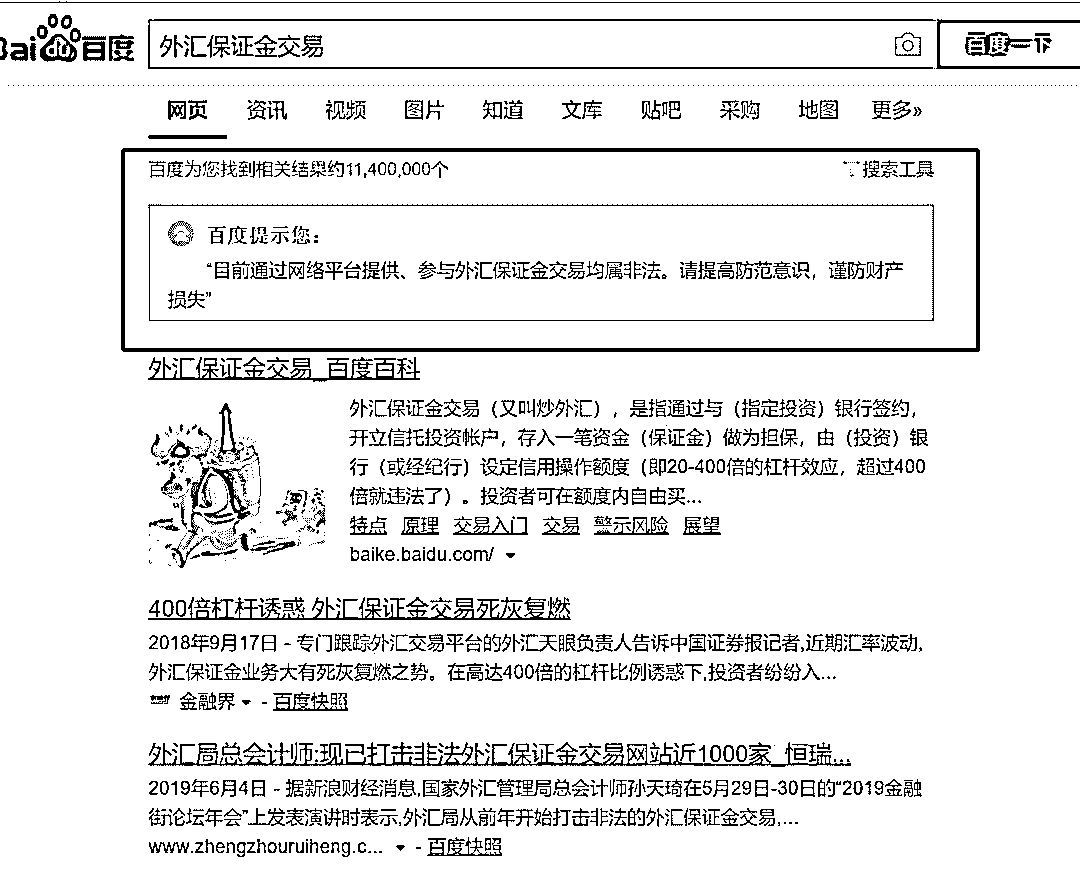 Bai du 百度
外汇保证金交易
百度一下
网页 资讯 视频 图片 知道 文库 贴吧 采购 地图 更多»
百度为您找到相关结果约11,400,000个 搜索工具
百度提示您：
“目前通过网络平台提供、参与外汇保证金交易均属非法。请提高防范意识，谨防财产
损失”
外汇保证金交易_百度百科
外汇保证金交易（又叫炒外汇），是指通过与（指定投资）银行签约，
开立信托投资帐户，存入一笔资金（保证金）做为担保，由（投资）银
行（或经纪行）设定信用操作额度（即20-400倍的杠杆效应，超过400
倍就违法了）。投资者可在额度内自由买...
特点 原理 交易入门 交易 警示风险 展望
baike.baidu.com/
400倍杠杆诱惑 外汇保证金交易死灰复燃
2018年9月17日 - 专门跟踪外汇交易平台的外汇天眼负责人告诉中国证券报记者,近期汇率波动,
外汇保证金业务大有死灰复燃之势。在高达400倍的杠杆比例诱惑下,投资者纷纷入...
金融界 - 百度快照
外汇局总会计师:现已打击非法外汇保证金交易网站近1000家_恒瑞...
2019年6月4日 - 据新浪财经消息,国家外汇管理局总会计师孙天琦在5月29日-30日的“2019金融
街论坛年会”上发表演讲时表示,外汇局从前年开始打击非法的外汇保证金交易,...
www.zhengzhouruiheng.c... - 百度快照